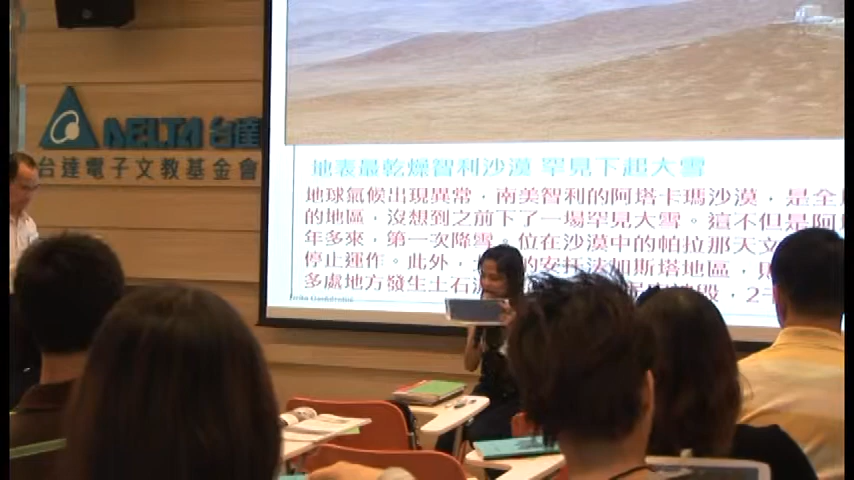 DELTA 台達
台達電子文教基金會
地表最乾燥智利沙漠 罕見下起大雪
地球氣候出現異常，南美智利的阿塔卡瑪沙漠，是全
的地區，沒想到之前下了一場罕見大雪。這不但是阿
年多來，第一次降雪。位在沙漠中的帕拉那天文
停止運作。此外，的安托法加斯塔地區，
多處地方發生土石